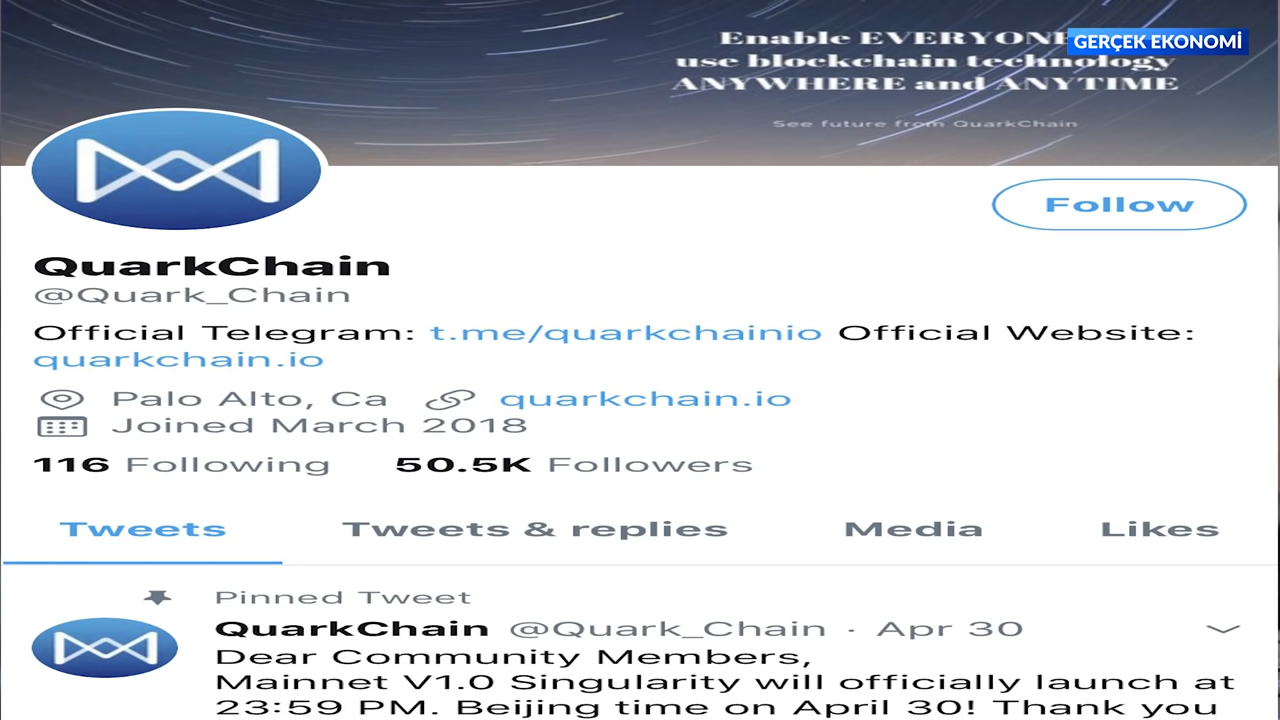 Enable EVERYONE
use blockchain technology
ANYWHERE and ANYTIME
See future from QuarkChain
GERÇEK EKONOMİ
Follow
QuarkChain
@Quark_Chain
Official Telegram: t.me/quarkchainio Official Website:
quarkchain.io
Palo Alto, Ca quarkchain.io
Joined March 2018
116 Following 50.5K Followers
Tweets Tweets & replies Media Likes
Pinned Tweet
QuarkChain @Quark_Chain · Apr 30
Dear Community Members,
Mainnet V1.0 Singularity will officially launch at
23:59 PM. Beijing time on April 30! Thank you